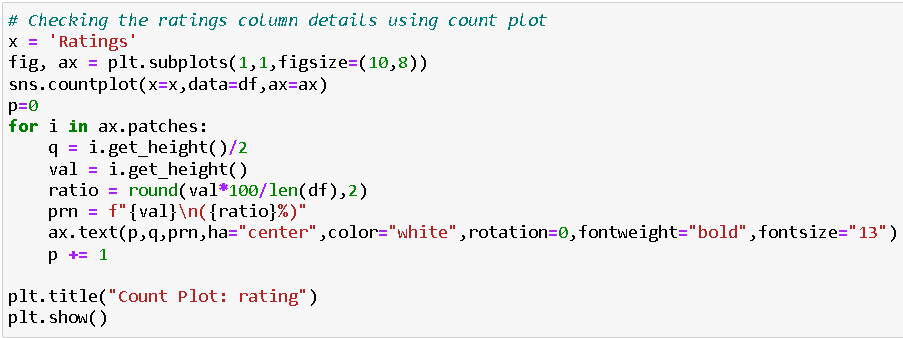 # Checking the ratings column details using count plot
x = 'Ratings'
fig, ax = plt.subplots(1,1,figsize=(10,8))
sns.countplot(x=x,data=df,ax=ax)
p=0
for i in ax.patches:
    q = i.get_height()/2
    val = i.get_height()
    ratio = round(val*100/len(df),2)
    prn = f"{val}\n({ratio}%)"
    ax.text(p,q,prn,ha="center",color="white",rotation=0,fontweight="bold",fontsize="13")
    p += 1

plt.title("Count Plot: rating")
plt.show()